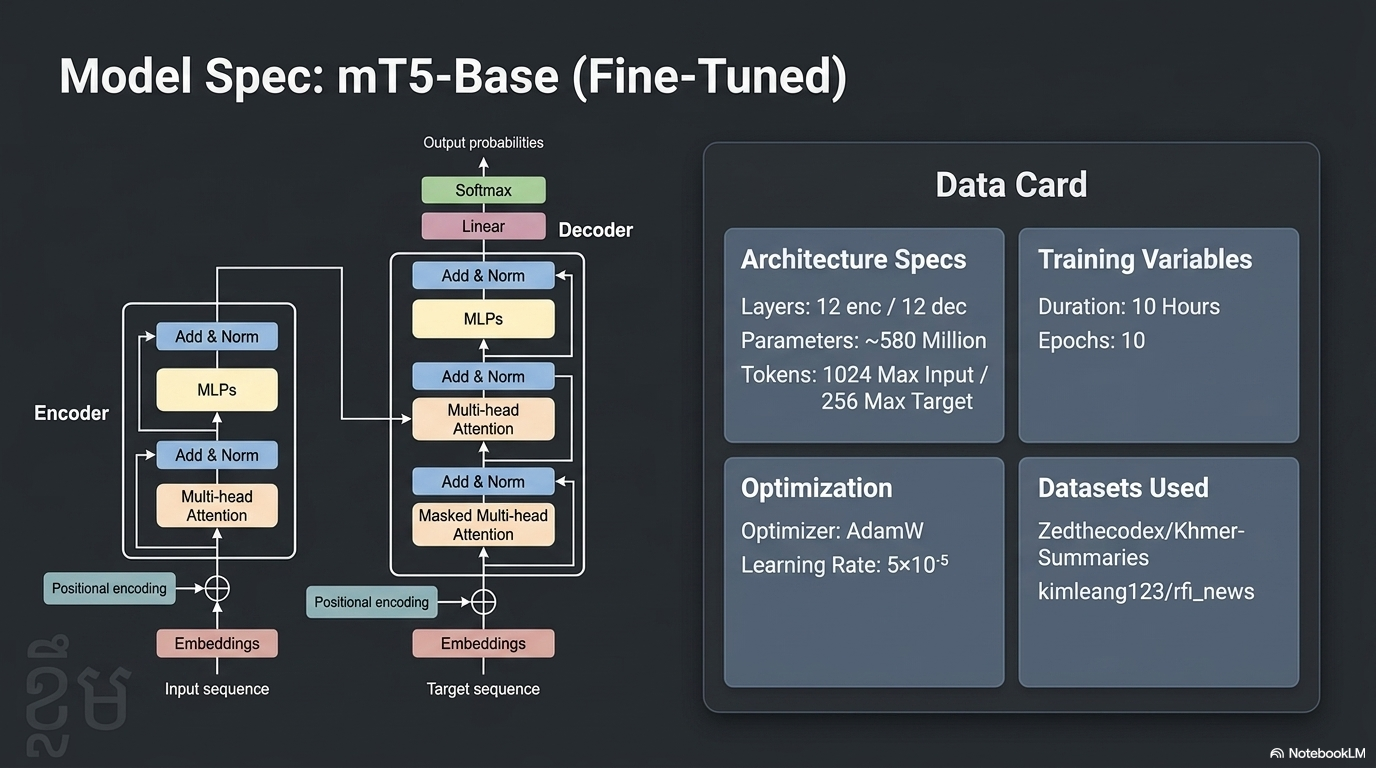 Model Spec: mT5-Base (Fine-Tuned)
Output probabilities
Softmax
Linear
Decoder
Add & Norm
MLPs
Add & Norm
Multi-head
Attention
Add & Norm
Masked Multi-head
Attention
Positional encoding
Embeddings
Target sequence
Encoder
Add & Norm
MLPs
Add & Norm
Multi-head
Attention
Positional encoding
Embeddings
Input sequence
Data Card
Architecture Specs
Layers: 12 enc / 12 dec
Parameters: ~580 Million
Tokens: 1024 Max Input /
256 Max Target
Training Variables
Duration: 10 Hours
Epochs: 10
Optimization
Optimizer: AdamW
Learning Rate: 5×10⁻⁵
Datasets Used
Zedthecodex/Khmer-
Summaries
kimleang123/rfi_news
NotebookLM